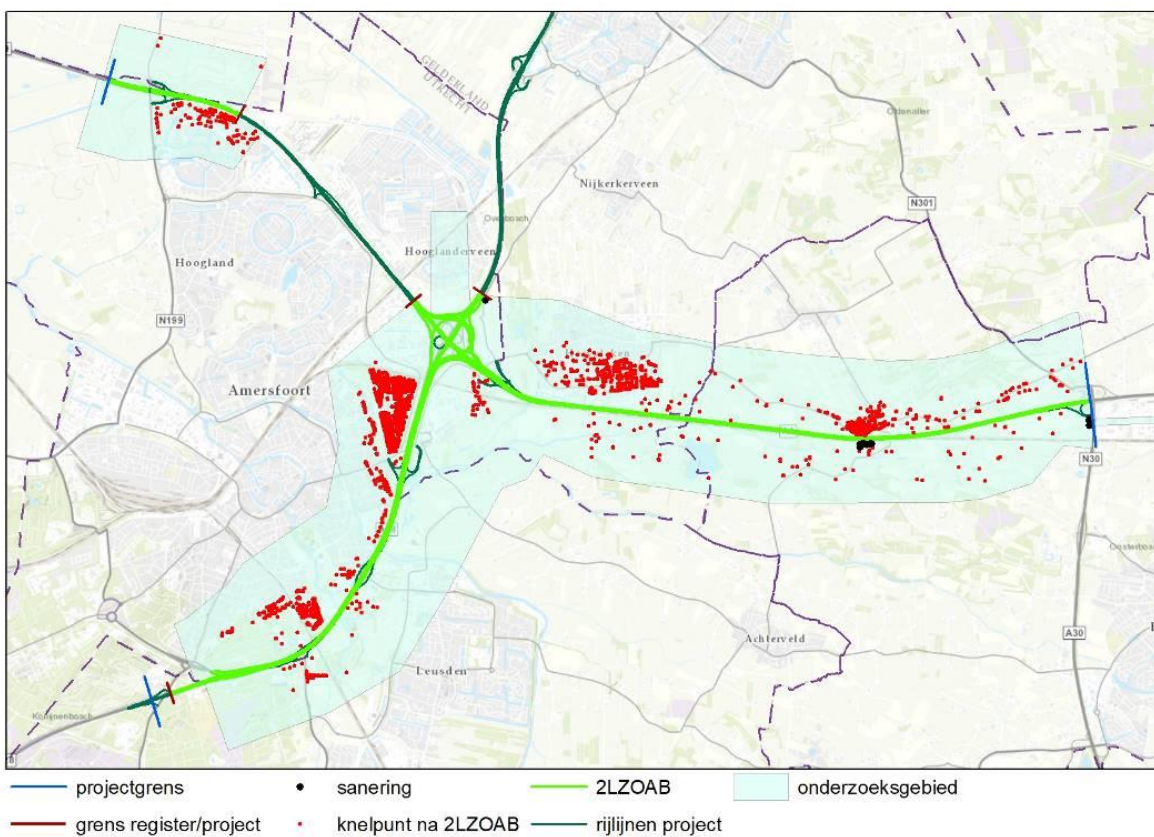 GELDERLAND
UTRECHT
Oldenaller
Nijkerkerveen
N301
Hooglanderveen
Hoogland
N199
Amersfoort
N30
Achterveld
A30
Leusden
projectgrens
sanering
2LZOAB
onderzoeksgebied
grens register/project
knelpunt na 2LZOAB
rijlijnen project